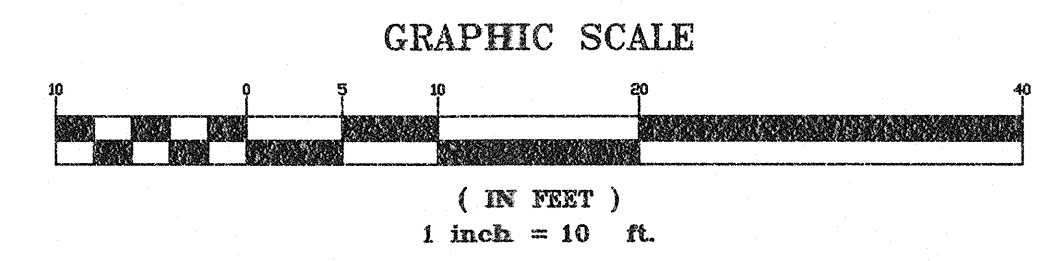 GRAPHIC SCALE
10 0 5 10 20 40
( IN FEET )
1 inch = 10 ft.